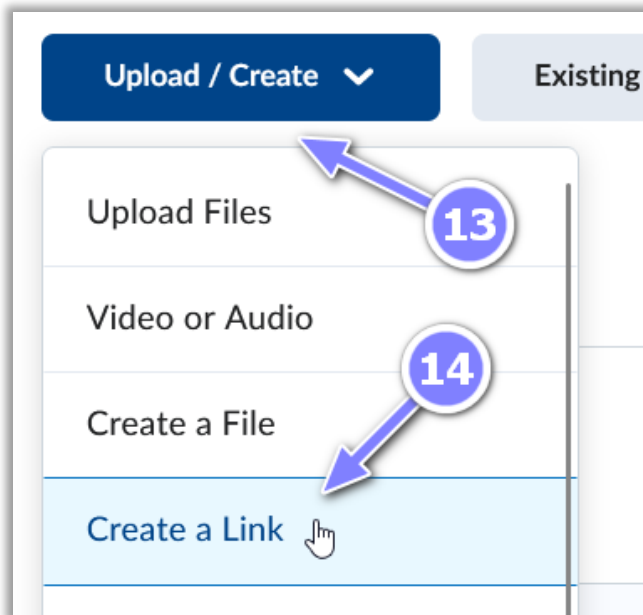 Upload / Create
Existing
Upload Files
13
Video or Audio
14
Create a File
Create a Link